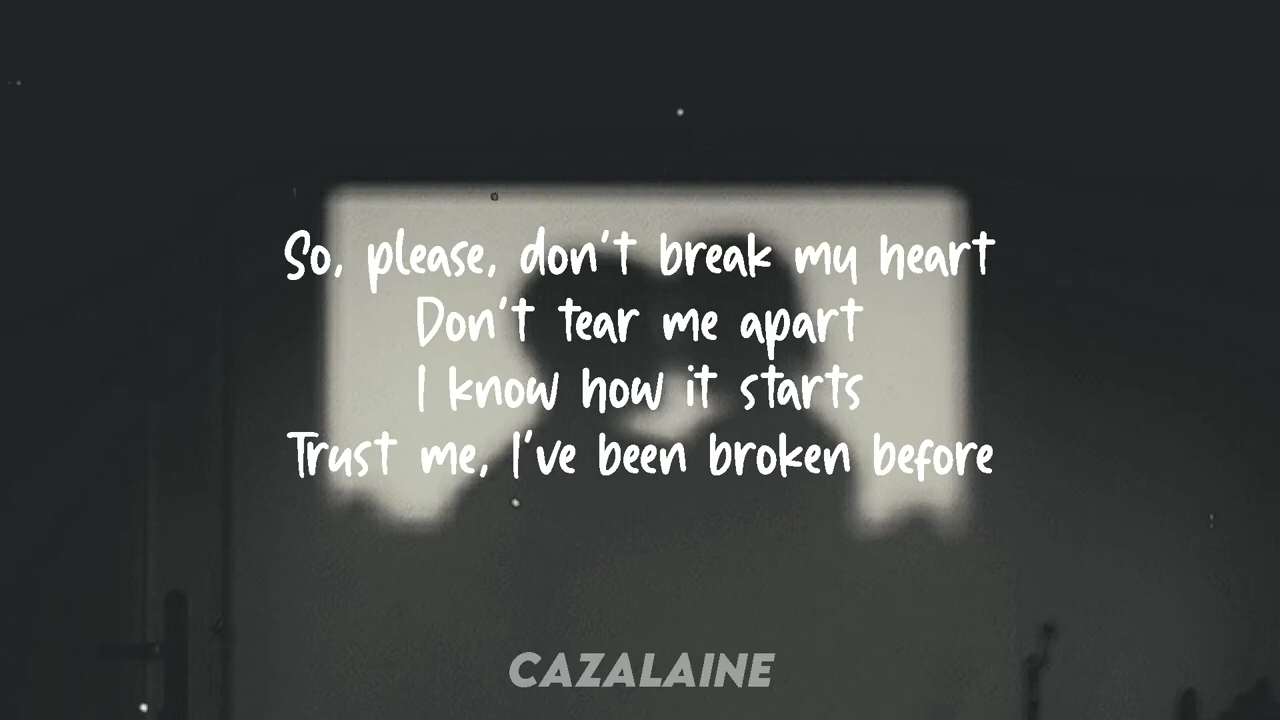 So, please, don't break my heart
Don't tear me apart
I know how it starts
Trust me, I've been broken before
CAZALAINE